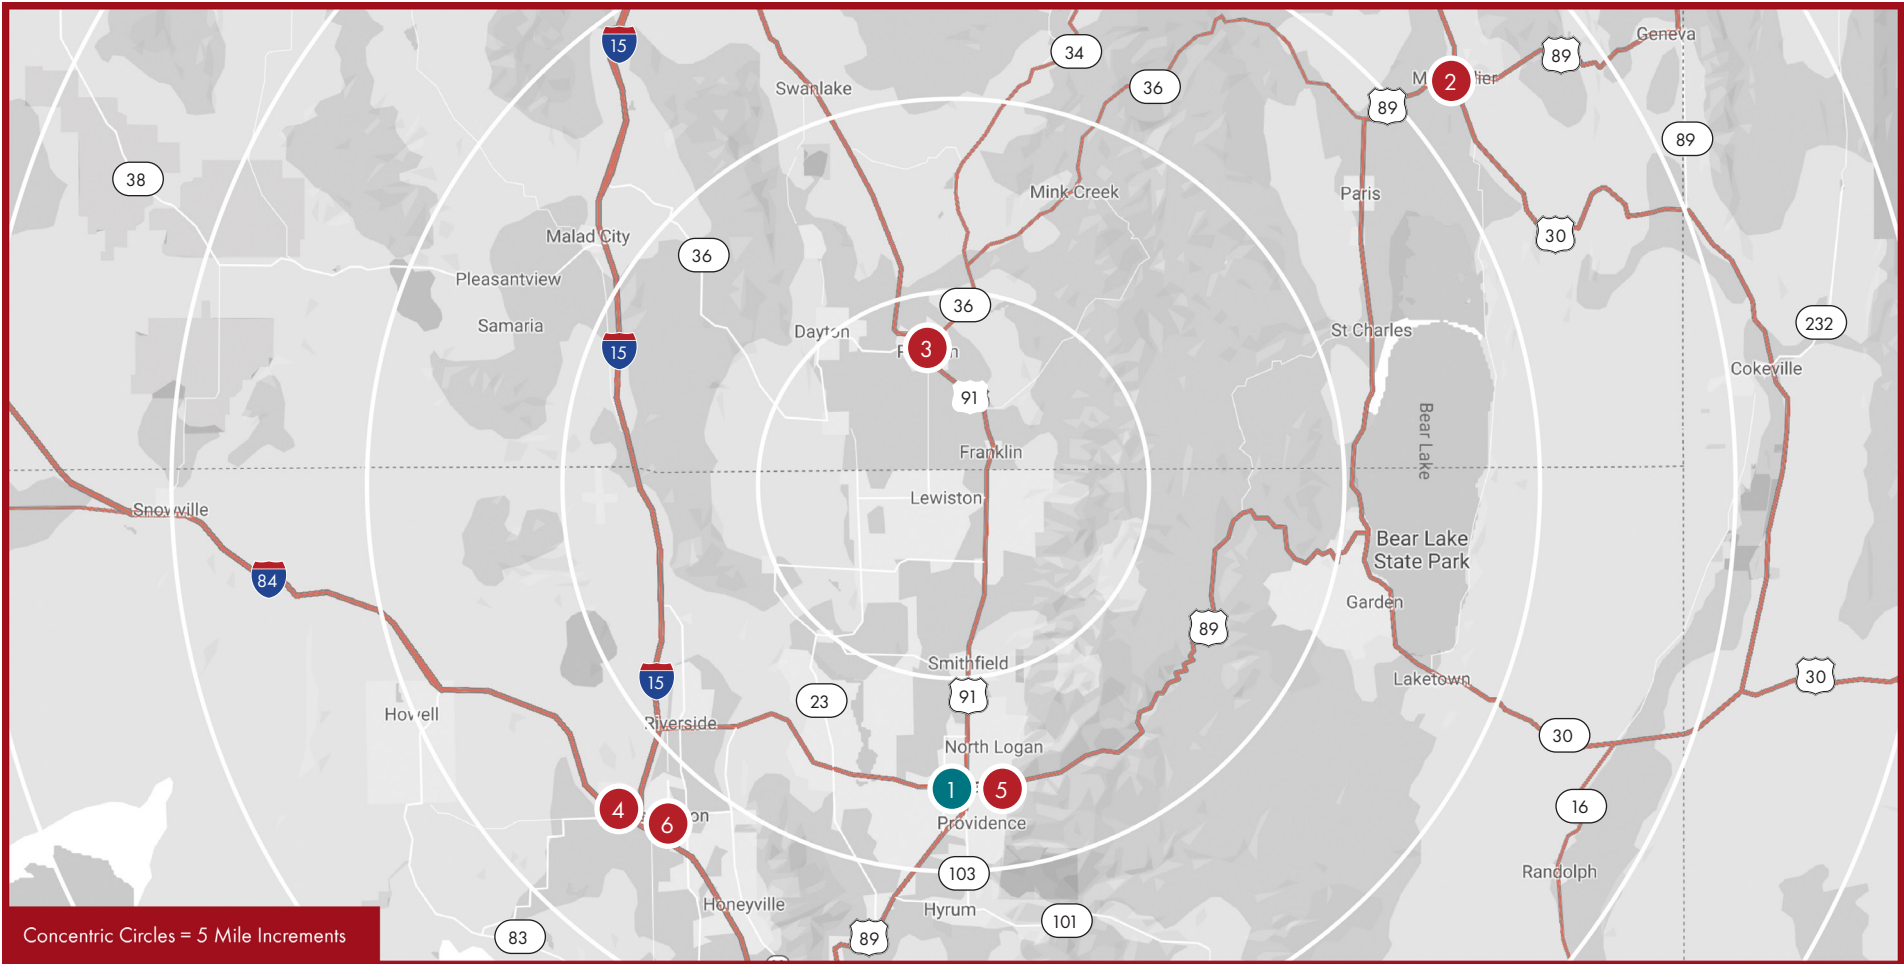 15
34
Geneva
89
Swanlake
36
2
M
ier
89
89
38
Mink Creek
Paris
Malad City
36
30
Pleasantview
36
Samaria
Dayton
St Charles
232
15
3
n
Cokeville
91
Bear Lake
Franklin
Lewiston
Snowville
Bear Lake
State Park
84
Garden
89
Smithfield
Laketown
30
15
91
23
Howell
Riverside
30
North Logan
1
5
4
6
on
Providence
16
103
Randolph
Honeyville
Hyrum
101
83
89
Concentric Circles = 5 Mile Increments